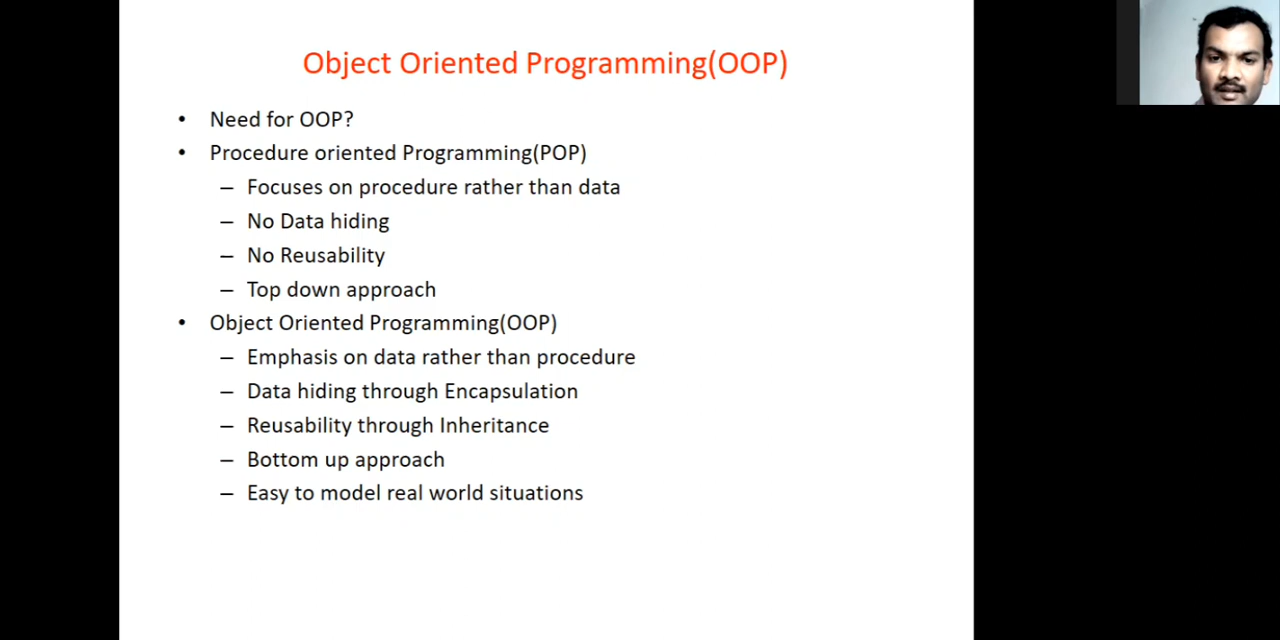 Object Oriented Programming(OOP)
• Need for OOP?
• Procedure oriented Programming(POP)
– Focuses on procedure rather than data
– No Data hiding
– No Reusability
– Top down approach
• Object Oriented Programming(OOP)
– Emphasis on data rather than procedure
– Data hiding through Encapsulation
– Reusability through Inheritance
– Bottom up approach
– Easy to model real world situations